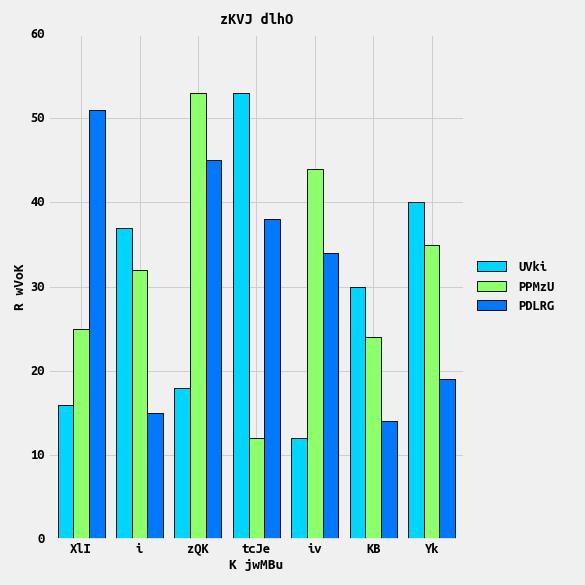 zKVJ dlhO
60
50
40
30
20
10
0
R wVoK
XlI i zQK tcJe iv KB Yk
K jwMBu
UVki
PPMzU
PDLRG